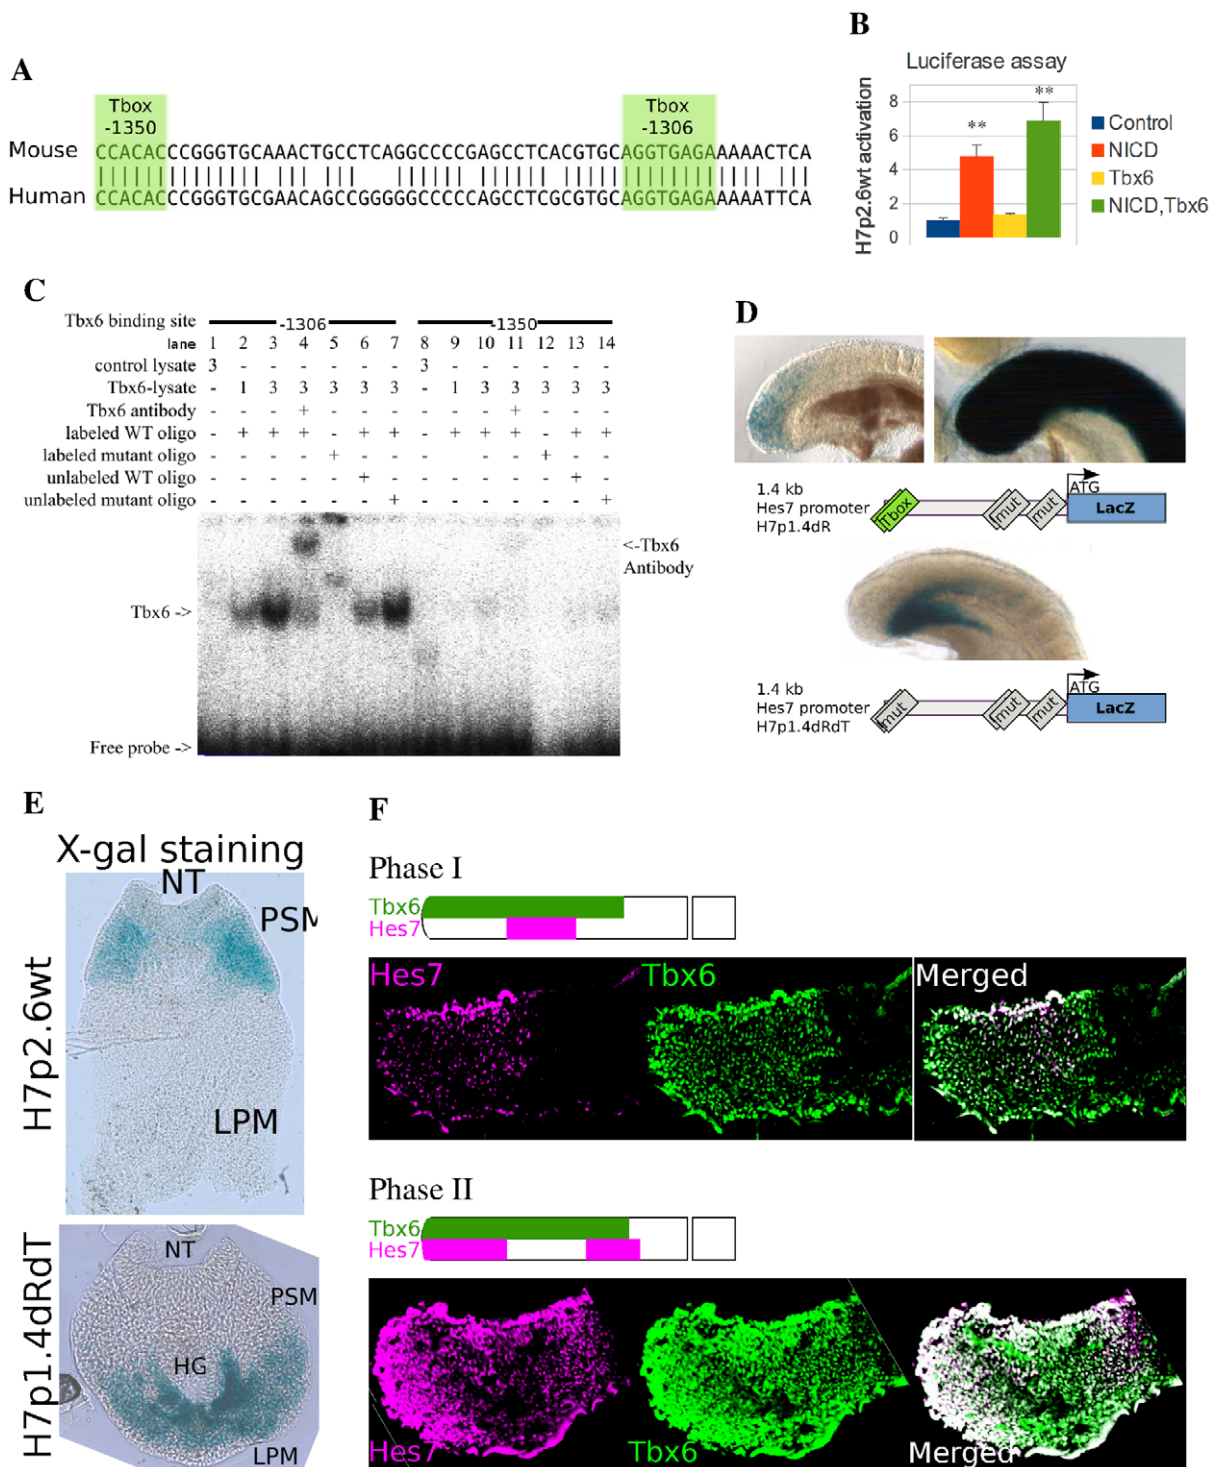 A
Tbox
-1350
Tbox
-1306
Mouse CCACACCCGGGTGCAAACTGCCTCAGGCCCCGAGCCTCACGTGCAGGTGAGAAAAACTCA
Human CCACACCCGGGTGCGAACAGCCGGGGGCCCCCAGCCTCGCGTGCAGGTGAGAAAAATTCA
B
Luciferase assay
H7p2.6wt activation
8
6
4
2
0
**
**
Control
NICD
Tbx6
NICD,Tbx6
C
Tbx6 binding site -1306 -1350
lane 1 2 3 4 5 6 7 8 9 10 11 12 13 14
control lysate 3 - - - - - - 3 - - - - - -
Tbx6-lysate - 1 3 3 3 3 3 - 1 3 3 3 3 3
Tbx6 antibody - - - + - - - - - - + - - -
labeled WT oligo - + + + - + + - + + + - + +
labeled mutant oligo - - - - + - - - - - - + - -
unlabeled WT oligo - - - - - + - - - - - - + -
unlabeled mutant oligo - - - - - - + - - - - - - +
<-Tbx6
Antibody
Tbx6 ->
Free probe ->
D
1.4 kb
Hes7 promoter
H7p1.4dR
Tbox
mut
mut
ATG
LacZ
1.4 kb
Hes7 promoter
H7p1.4dRdT
mut
mut
mut
ATG
LacZ
E
X-gal staining
H7p2.6wt
NT
PSM
LPM
H7p1.4dRdT
NT
PSM
HG
LPM
F
Phase I
Tbx6
Hes7
Hes7
Tbx6
Merged
Phase II
Tbx6
Hes7
Hes7
Tbx6
Merged